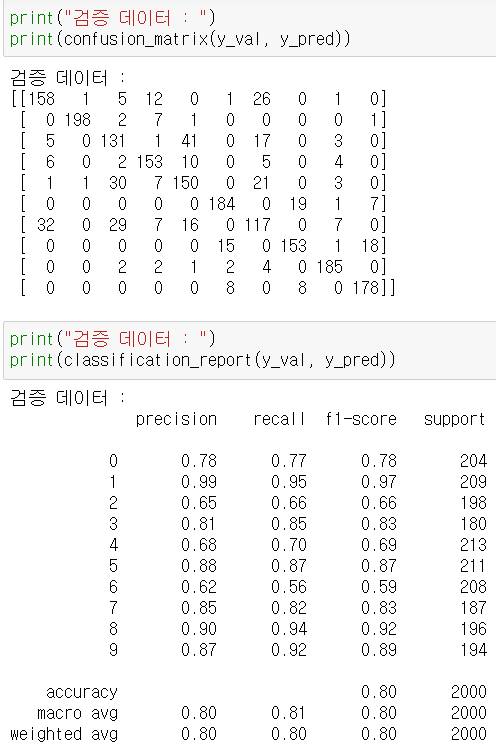 print("검증 데이터 : ")
print(confusion_matrix(y_val, y_pred))
검증 데이터 :
[[158 1 5 12 0 1 26 0 1 0]
[ 0 198 2 7 1 0 0 0 0 1]
[ 5 0 131 1 41 0 17 0 3 0]
[ 6 0 2 153 10 0 5 0 4 0]
[ 1 1 30 7 150 0 21 0 3 0]
[ 0 0 0 0 0 184 0 19 1 7]
[ 32 0 29 7 16 0 117 0 7 0]
[ 0 0 0 0 0 15 0 153 1 18]
[ 0 0 2 2 1 2 4 0 185 0]
[ 0 0 0 0 0 8 0 8 0 178]]
print("검증 데이터 : ")
print(classification_report(y_val, y_pred))
검증 데이터 :
precision recall f1-score support
0 0.78 0.77 0.78 204
1 0.99 0.95 0.97 209
2 0.65 0.66 0.66 198
3 0.81 0.85 0.83 180
4 0.68 0.70 0.69 213
5 0.88 0.87 0.87 211
6 0.62 0.56 0.59 208
7 0.85 0.82 0.83 187
8 0.90 0.94 0.92 196
9 0.87 0.92 0.89 194
accuracy 0.80 2000
macro avg 0.80 0.81 0.80 2000
weighted avg 0.80 0.80 0.80 2000